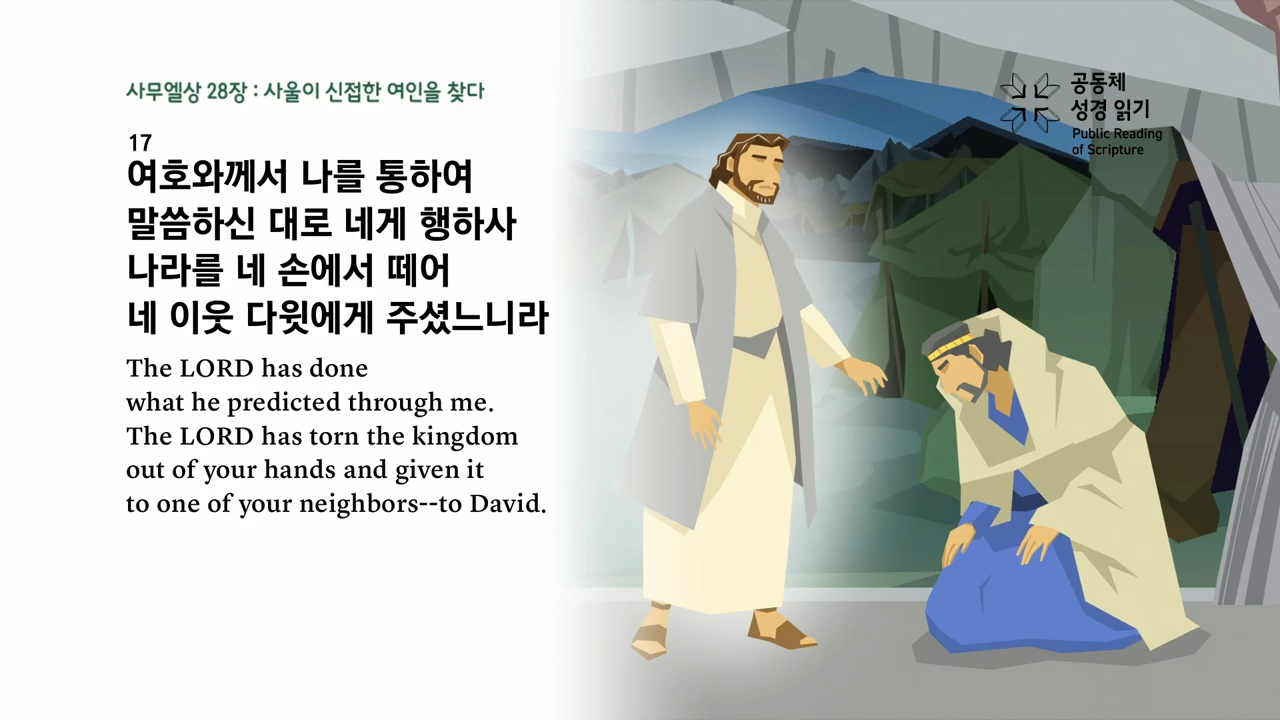 사무엘상 28장 : 사울이 신접한 여인을 찾다
17
여호와께서 나를 통하여
말씀하신 대로 네게 행하사
나라를 네 손에서 떼어
네 이웃 다윗에게 주셨느니라
The LORD has done
what he predicted through me.
The LORD has torn the kingdom
out of your hands and given it
to one of your neighbors--to David.
공동체
성경 읽기
Public Reading
of Scripture